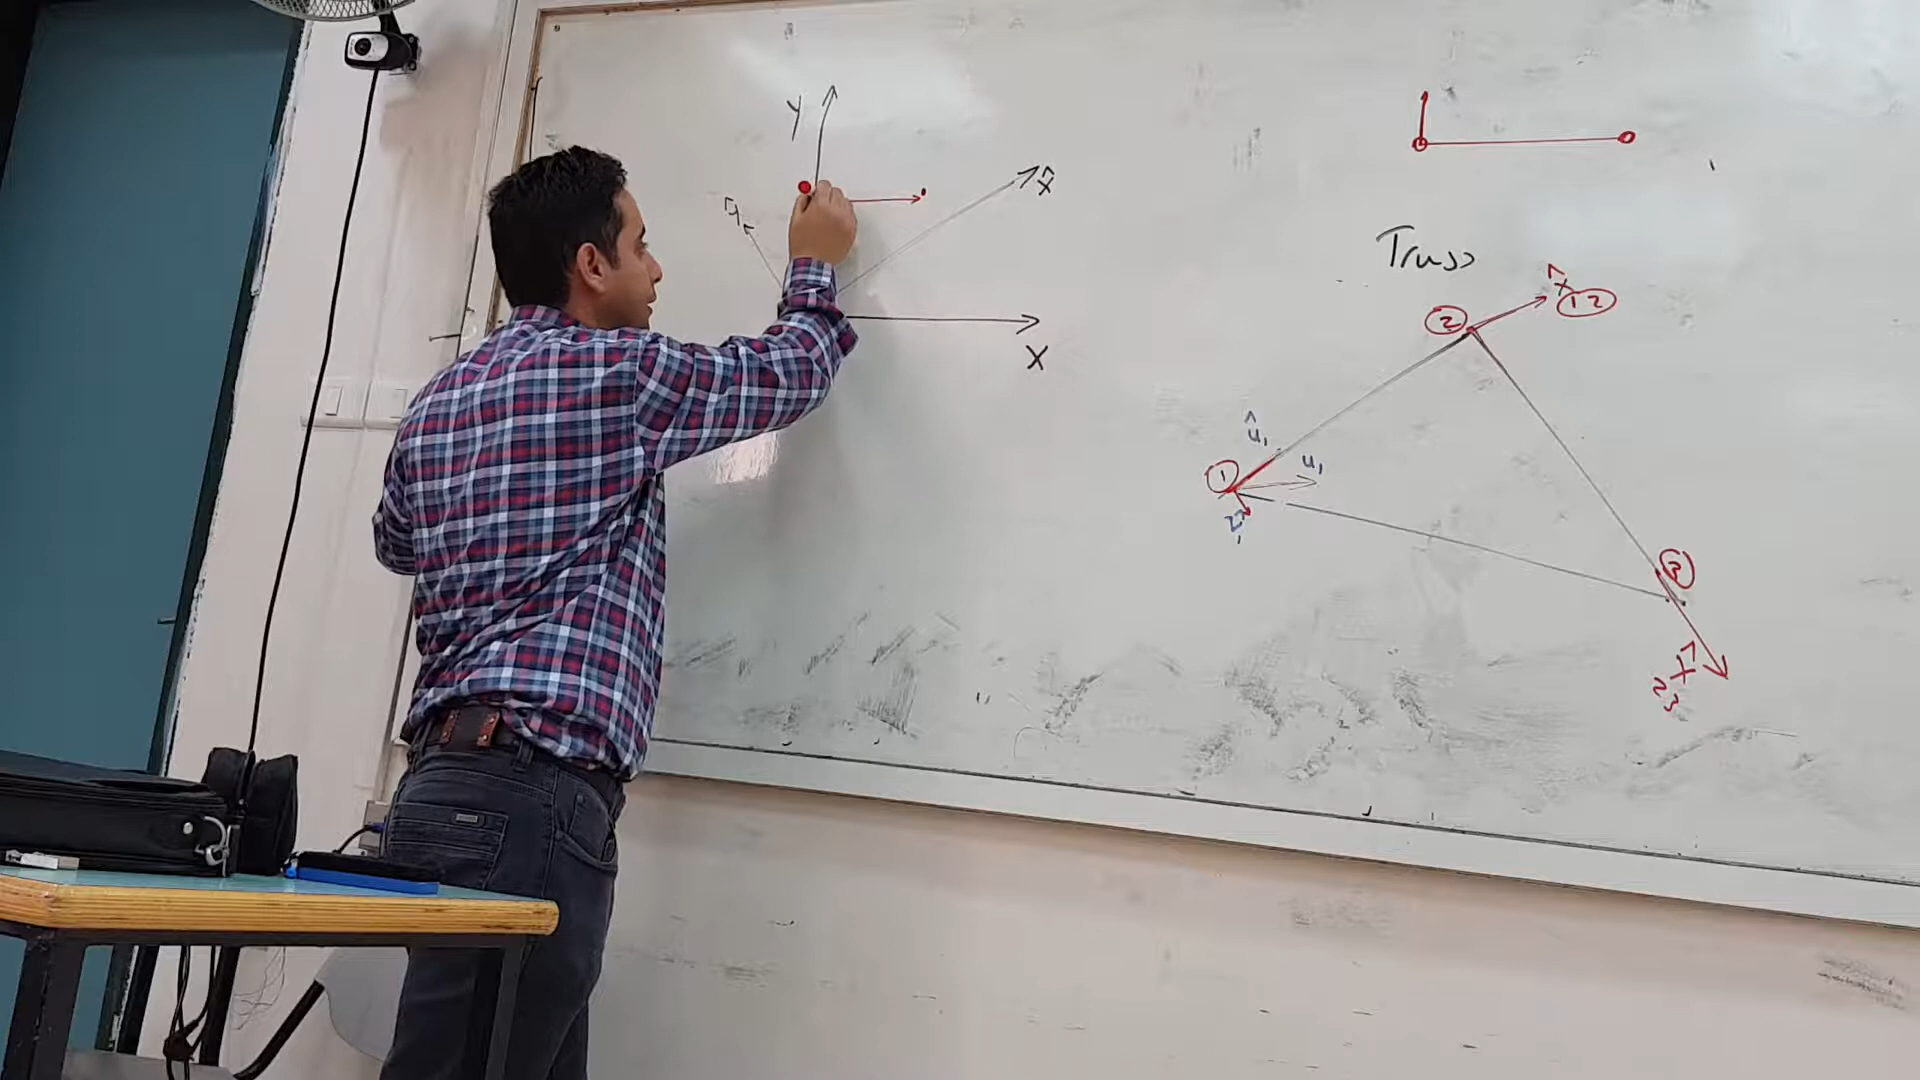 y
x̂
ŷ
x
Truss
x̂
12
2
û₁
u₁
1
3
x̂
23